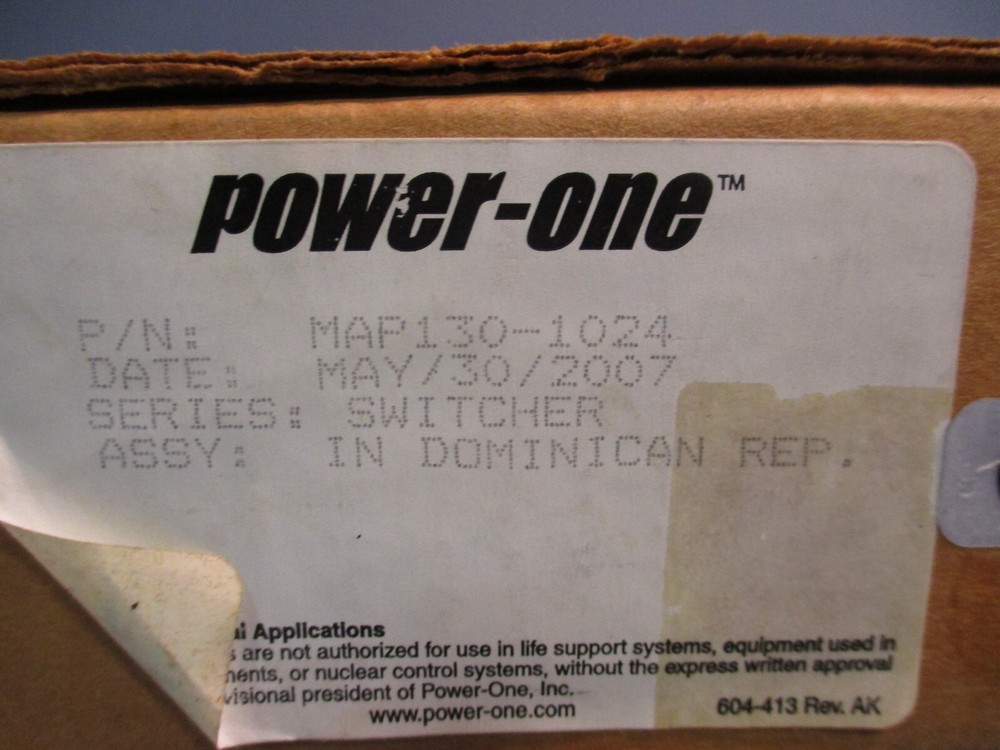 power-one™
P/N: MAP130-1024
DATE: MAY/30/2007
SERIES: SWITCHER
ASSY: IN DOMINICAN REP.
Applications
are not authorized for use in life support systems, equipment used in
or nuclear control systems, without the express written approval
president of Power-One, Inc.
www.power-one.com
604-413 Rev. AK